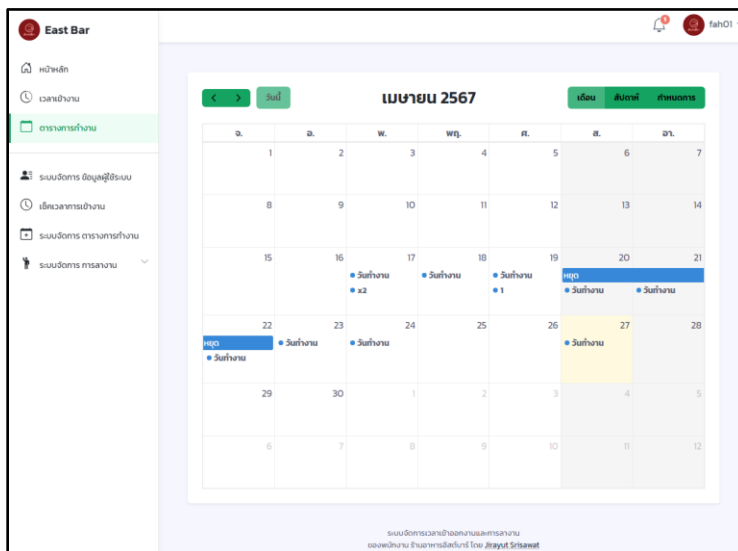 East Bar
3
fah01
หน้าหลัก
เวลาเข้างาน
ตารางการทำงาน
ระบบจัดการ ข้อมูลผู้ใช้ระบบ
เช็คเวลาการเข้างาน
ระบบจัดการ ตารางการทำงาน
ระบบจัดการ การลางาน
วันนี้
เมษายน 2567
เดือน สัปดาห์ กำหนดการ
จ. อ. พ. พฤ. ศ. ส. อา.
1 2 3 4 5 6 7
8 9 10 11 12 13 14
15 16 17 18 19 20 21
วันทำงาน วันทำงาน วันทำงาน หยุด
x2 1 วันทำงาน วันทำงาน
22 23 24 25 26 27 28
หยุด วันทำงาน วันทำงาน วันทำงาน
วันทำงาน
29 30 1 2 3 4 5
6 7 8 9 10 11 12
ระบบจัดการเวลาเข้าออกงานและการลางาน
ของพนักงาน ร้านอาหารอีสต์บาร์ โดย Jirayut Srisawat